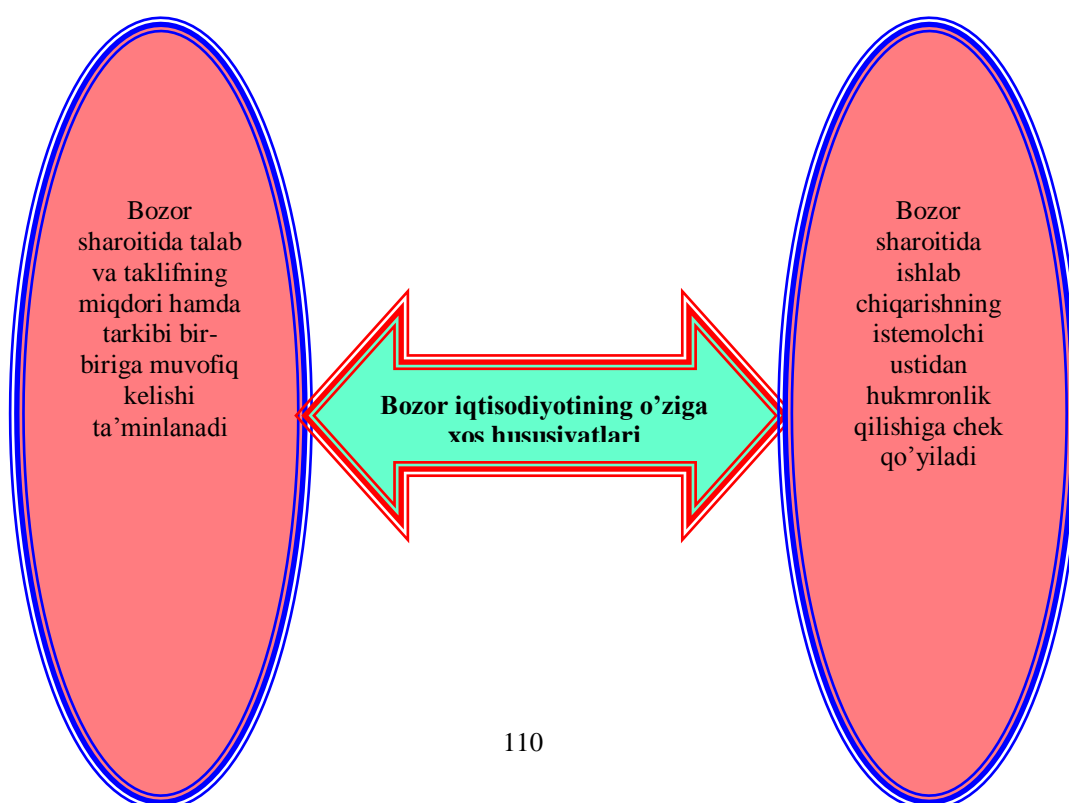 Bozor
sharoitida talab
va taklifning
miqdori hamda
tarkibi bir-
biriga muvofiq
kelishi
ta’minlanadi
Bozor iqtisodiyotining o’ziga
xos hususiyatlari
Bozor
sharoitida
ishlab
chiqarishning
istemolchi
ustidan
hukmronlik
qilishiga chek
qo’yiladi
110